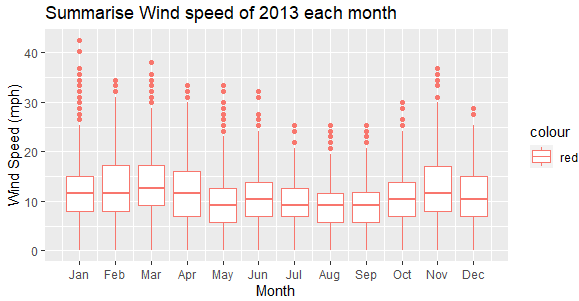 Summarise Wind speed of 2013 each month
Wind Speed (mph)
40
30
20
10
0
Jan Feb Mar Apr May Jun Jul Aug Sep Oct Nov Dec
Month
colour
red